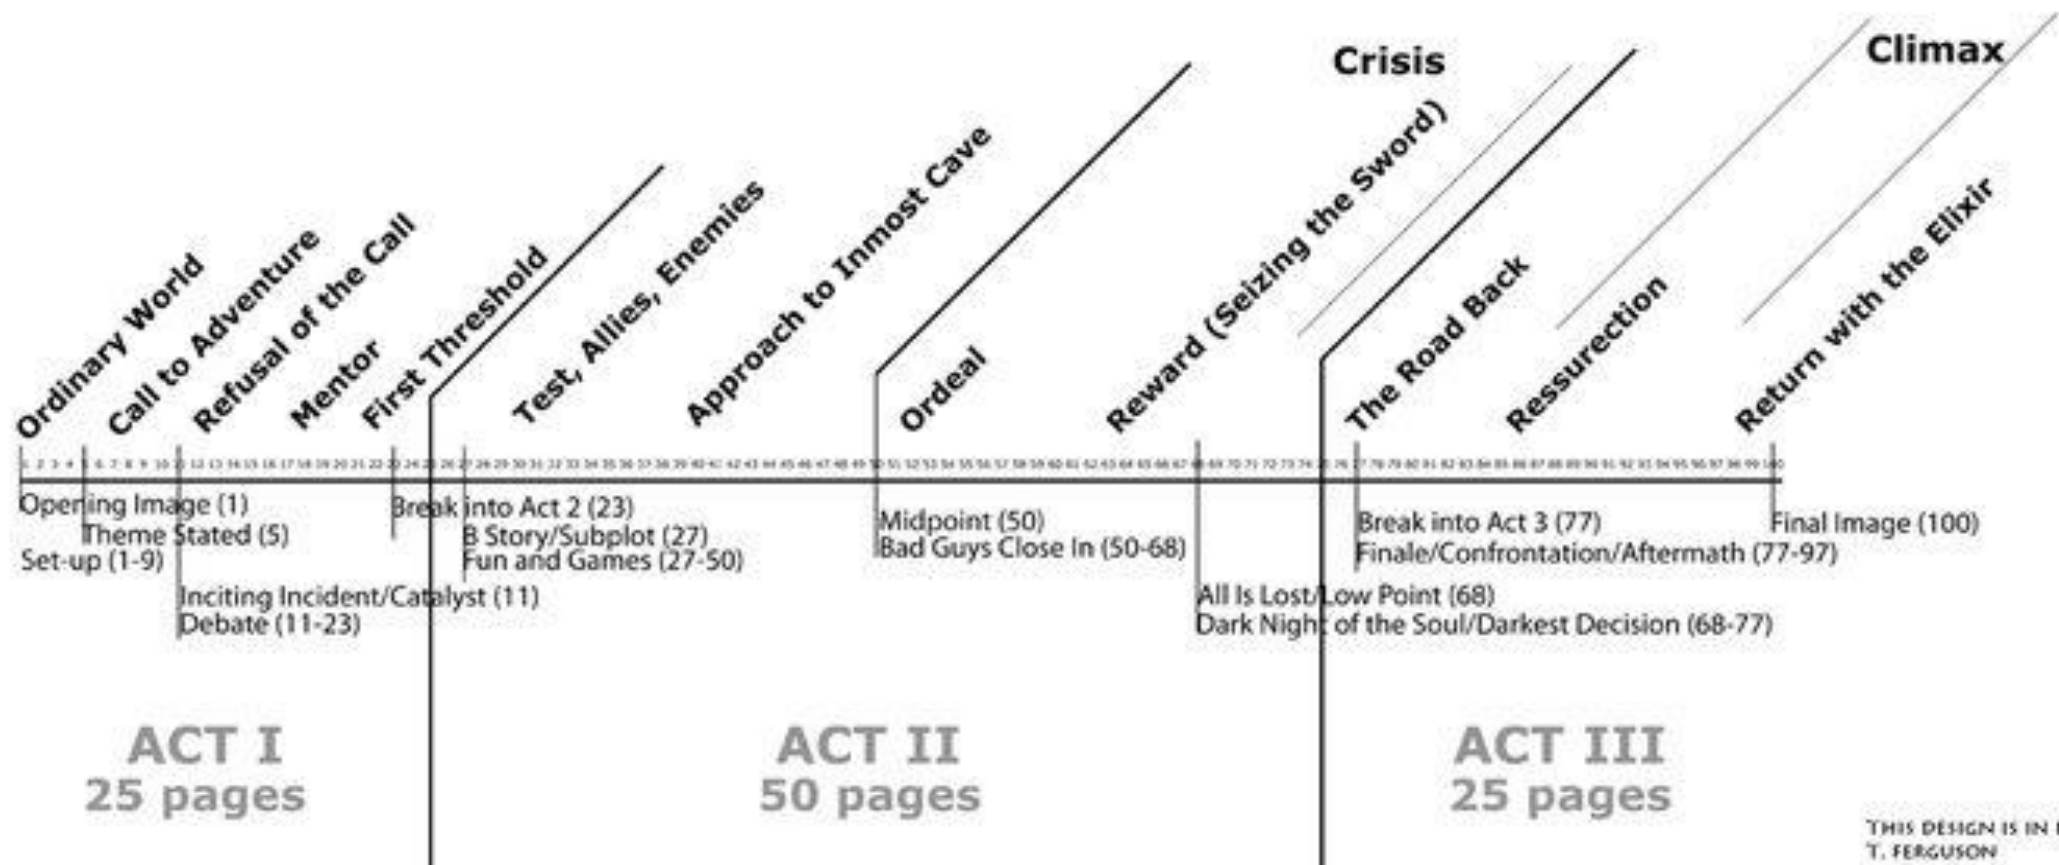 Crisis
Climax
Ordinary World
Call to Adventure
Refusal of the Call
Mentor
First Threshold
Test, Allies, Enemies
Approach to Inmost Cave
Ordeal
Reward (Seizing the Sword)
The Road Back
Ressurection
Return with the Elixir
Opening Image (1)
Theme Stated (5)
Set-up (1-9)
Inciting Incident/Catalyst (11)
Debate (11-23)
Break into Act 2 (23)
B Story/Subplot (27)
Fun and Games (27-50)
Midpoint (50)
Bad Guys Close In (50-68)
All Is Lost/Low Point (68)
Dark Night of the Soul/Darkest Decision (68-77)
Break into Act 3 (77)
Finale/Confrontation/Aftermath (77-97)
Final Image (100)
ACT I
25 pages
ACT II
50 pages
ACT III
25 pages
THIS DESIGN IS IN
T. FERGUSON